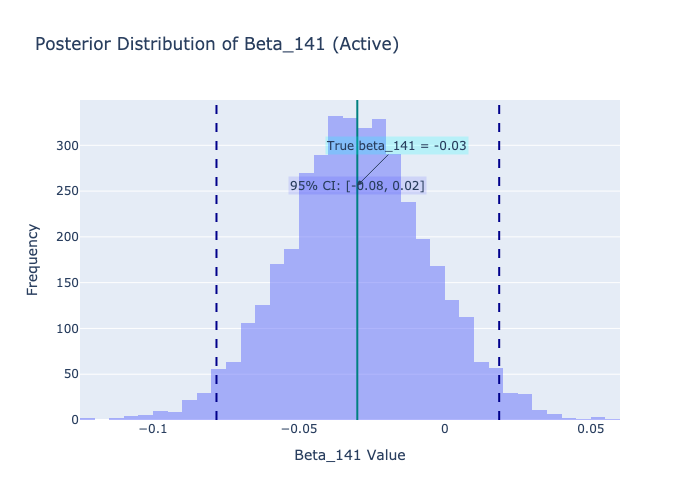 Posterior Distribution of Beta_141 (Active)
300
250
200
150
100
50
0
Frequency
True beta_141 = -0.03
95% CI: [-0.08, 0.02]
−0.1
−0.05
0
0.05
Beta_141 Value